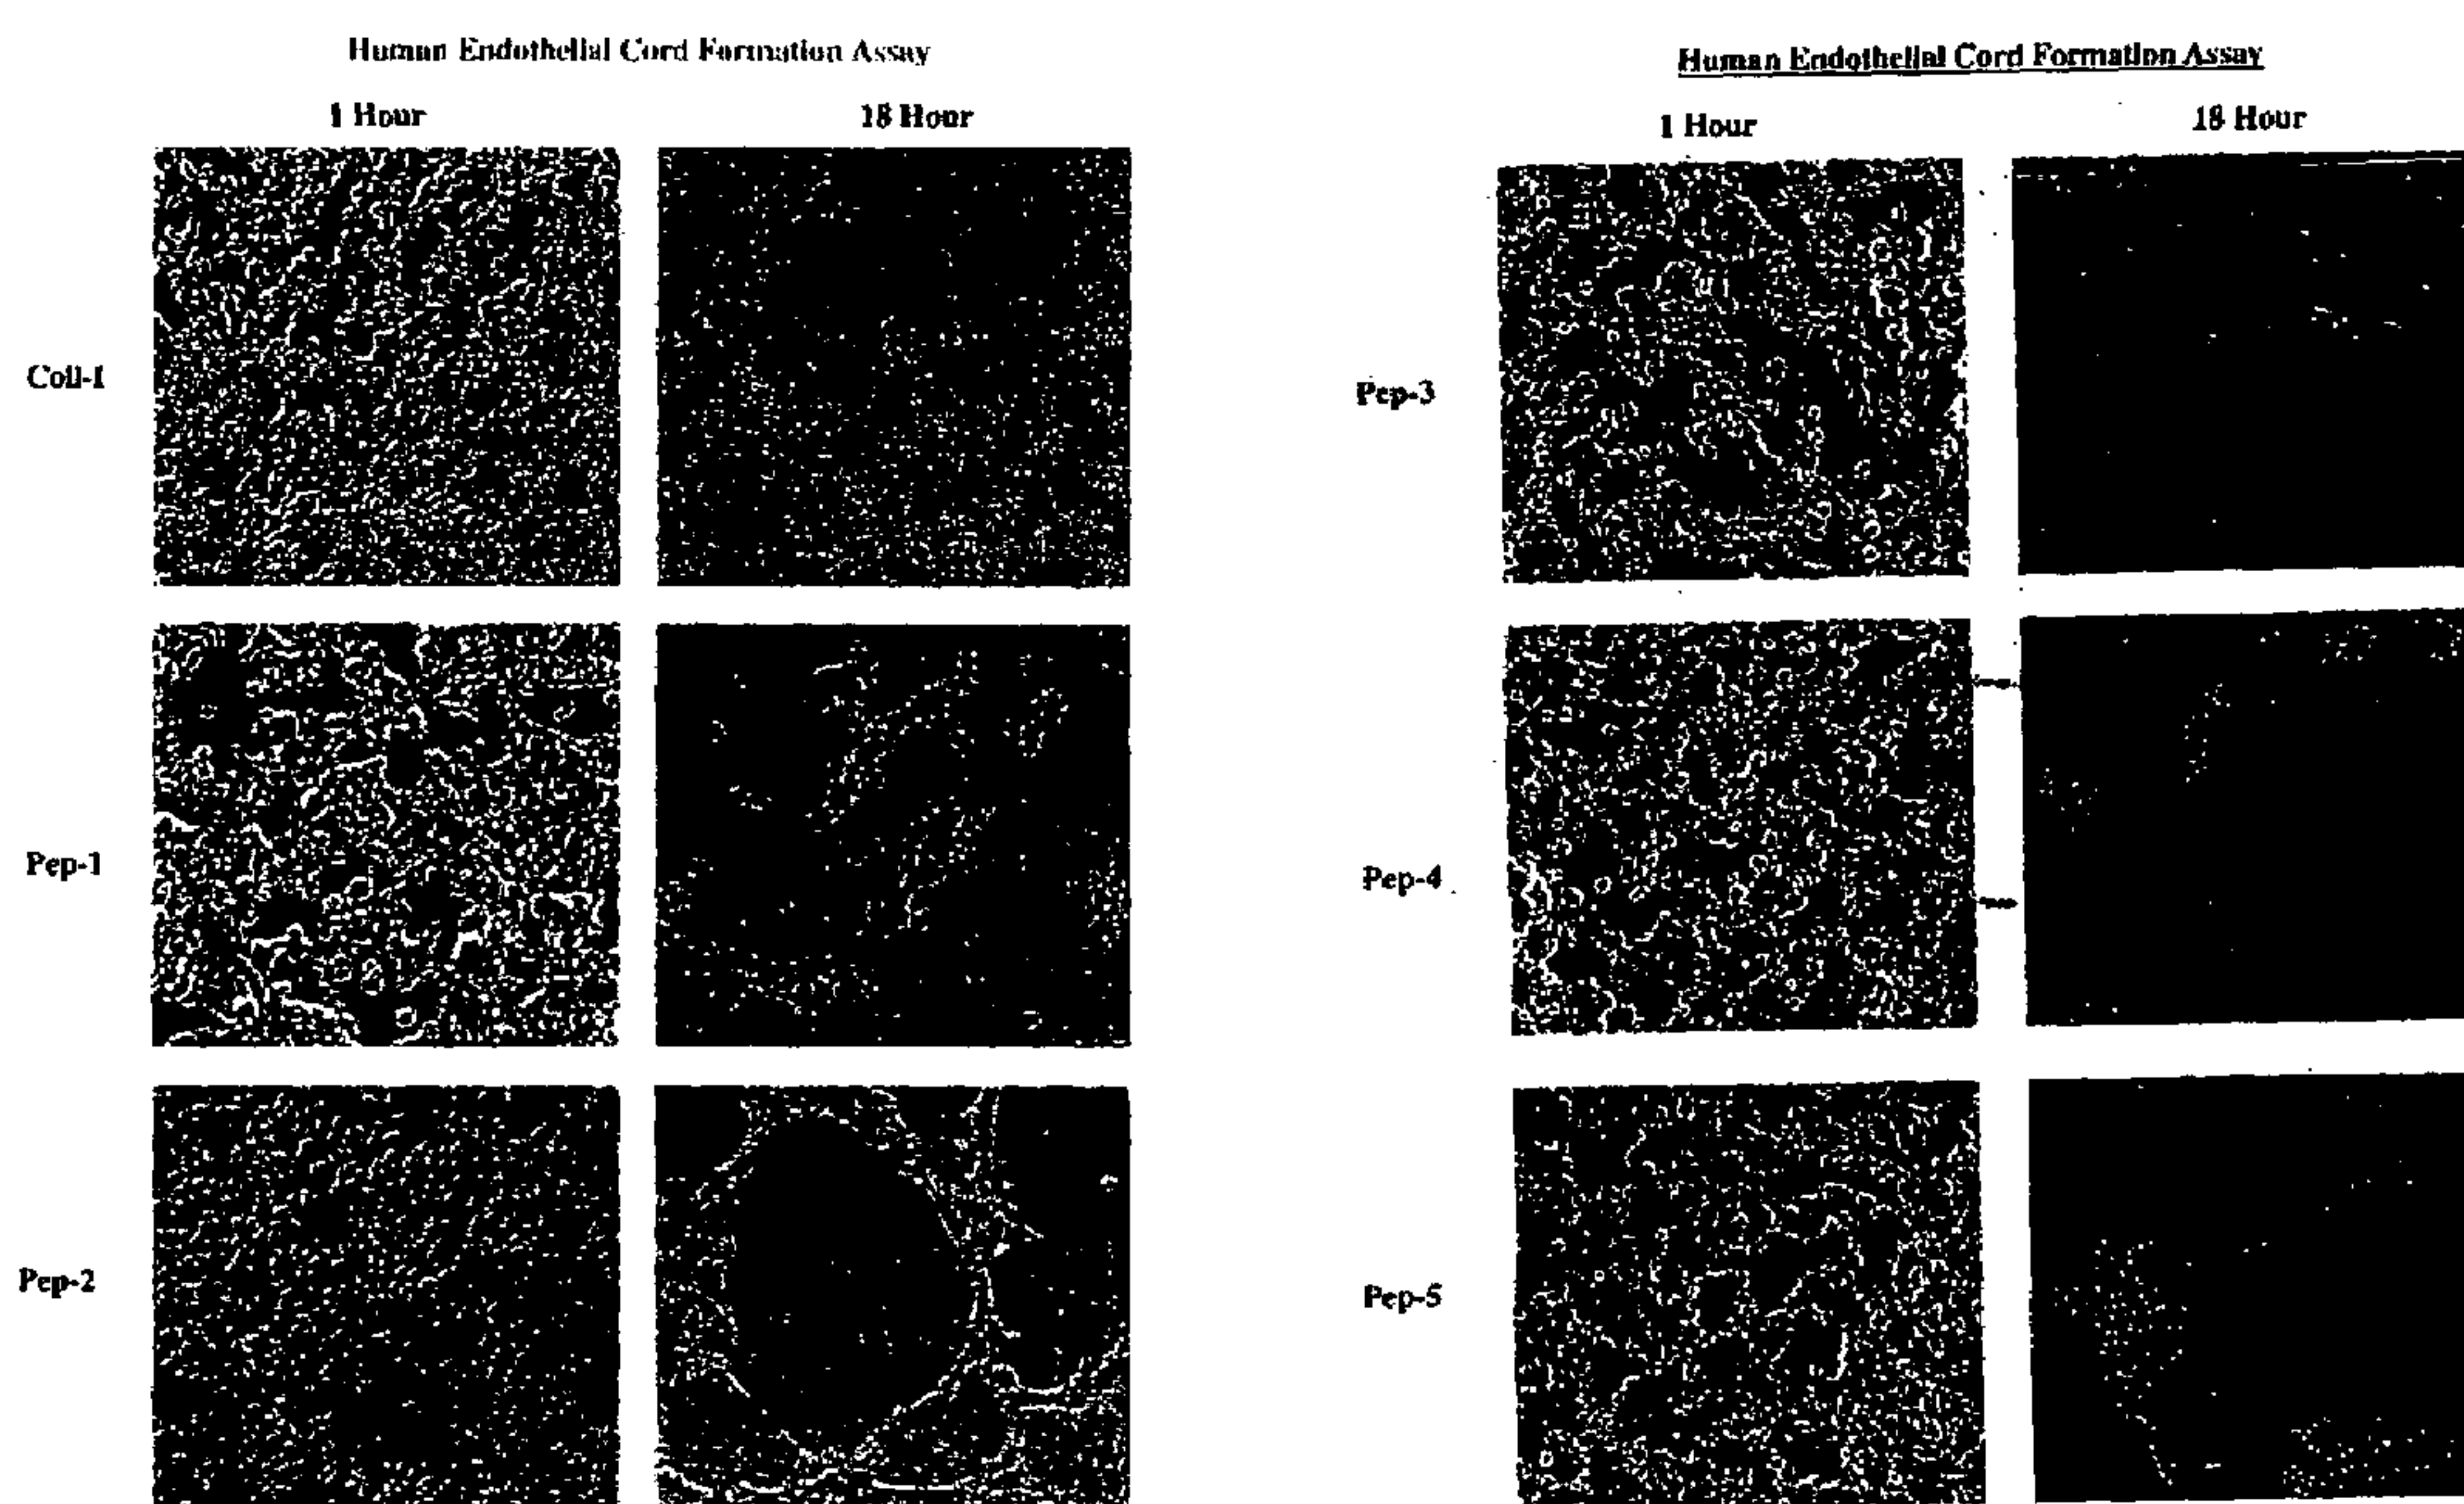 Human Endothelial Cord Formation Assay
1 Hour 18 Hour
Coll-I
Pep-1
Pep-2
Human Endothelial Cord Formation Assay
1 Hour 18 Hour
Pep-3
Pep-4
Pep-5